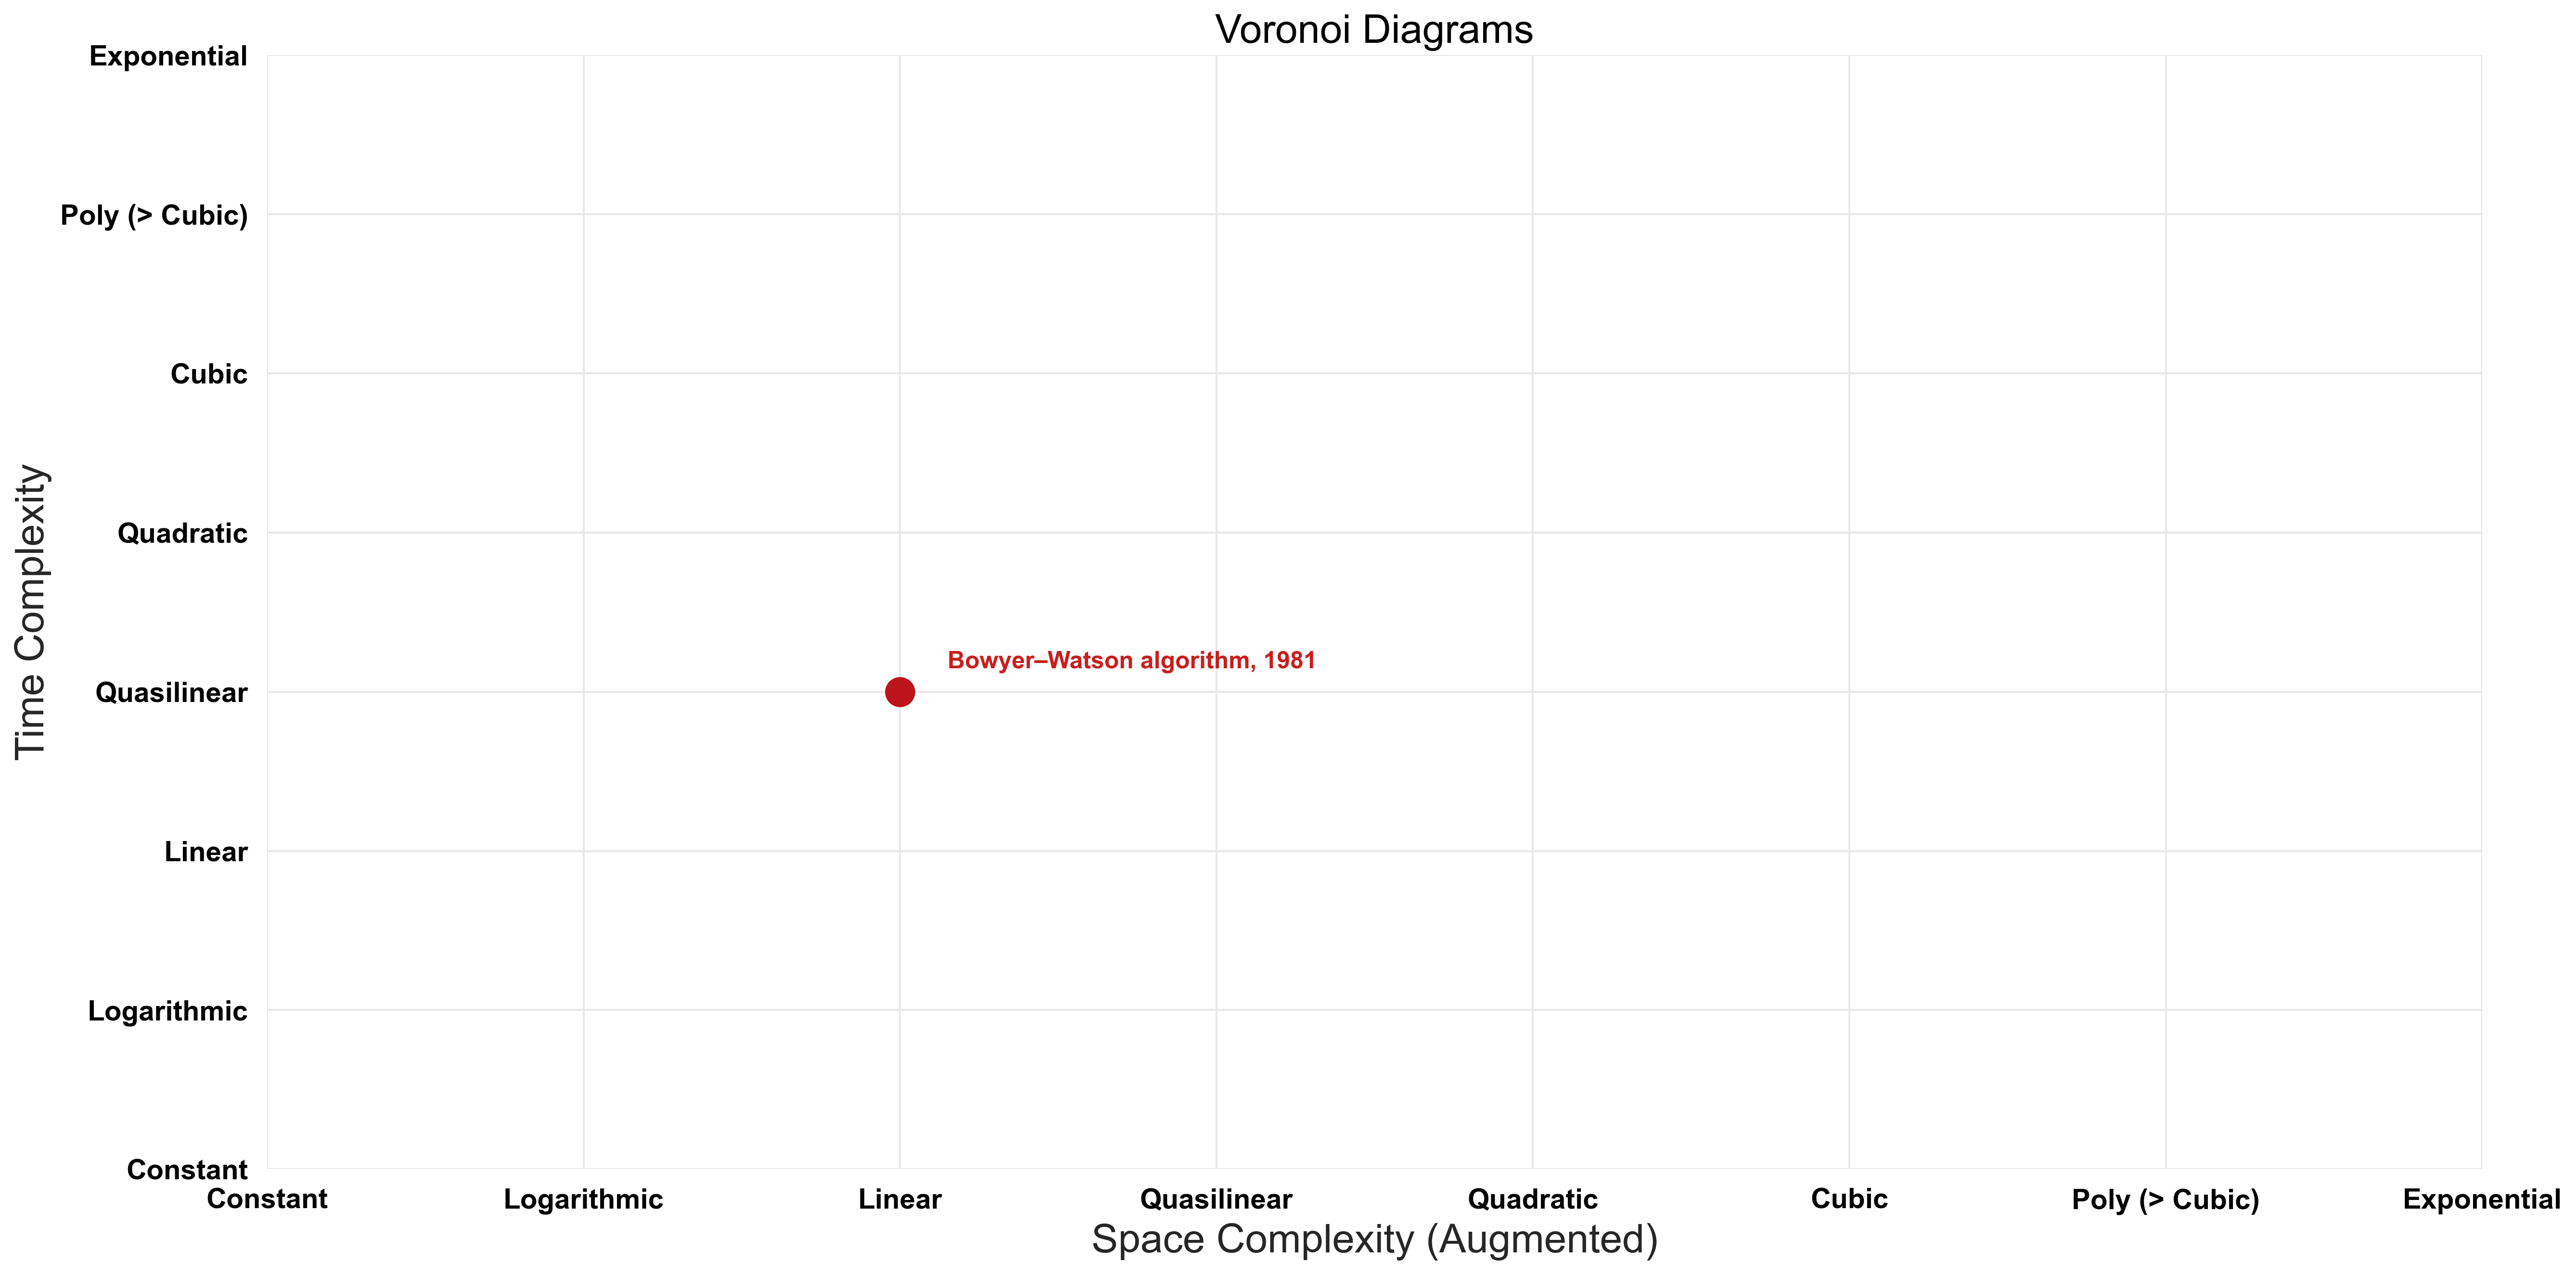 Voronoi Diagrams
Time Complexity
Exponential
Poly (> Cubic)
Cubic
Quadratic
Quasilinear
Linear
Logarithmic
Constant
Bowyer–Watson algorithm, 1981
Constant
Logarithmic
Linear
Quasilinear
Quadratic
Cubic
Poly (> Cubic)
Exponential
Space Complexity (Augmented)